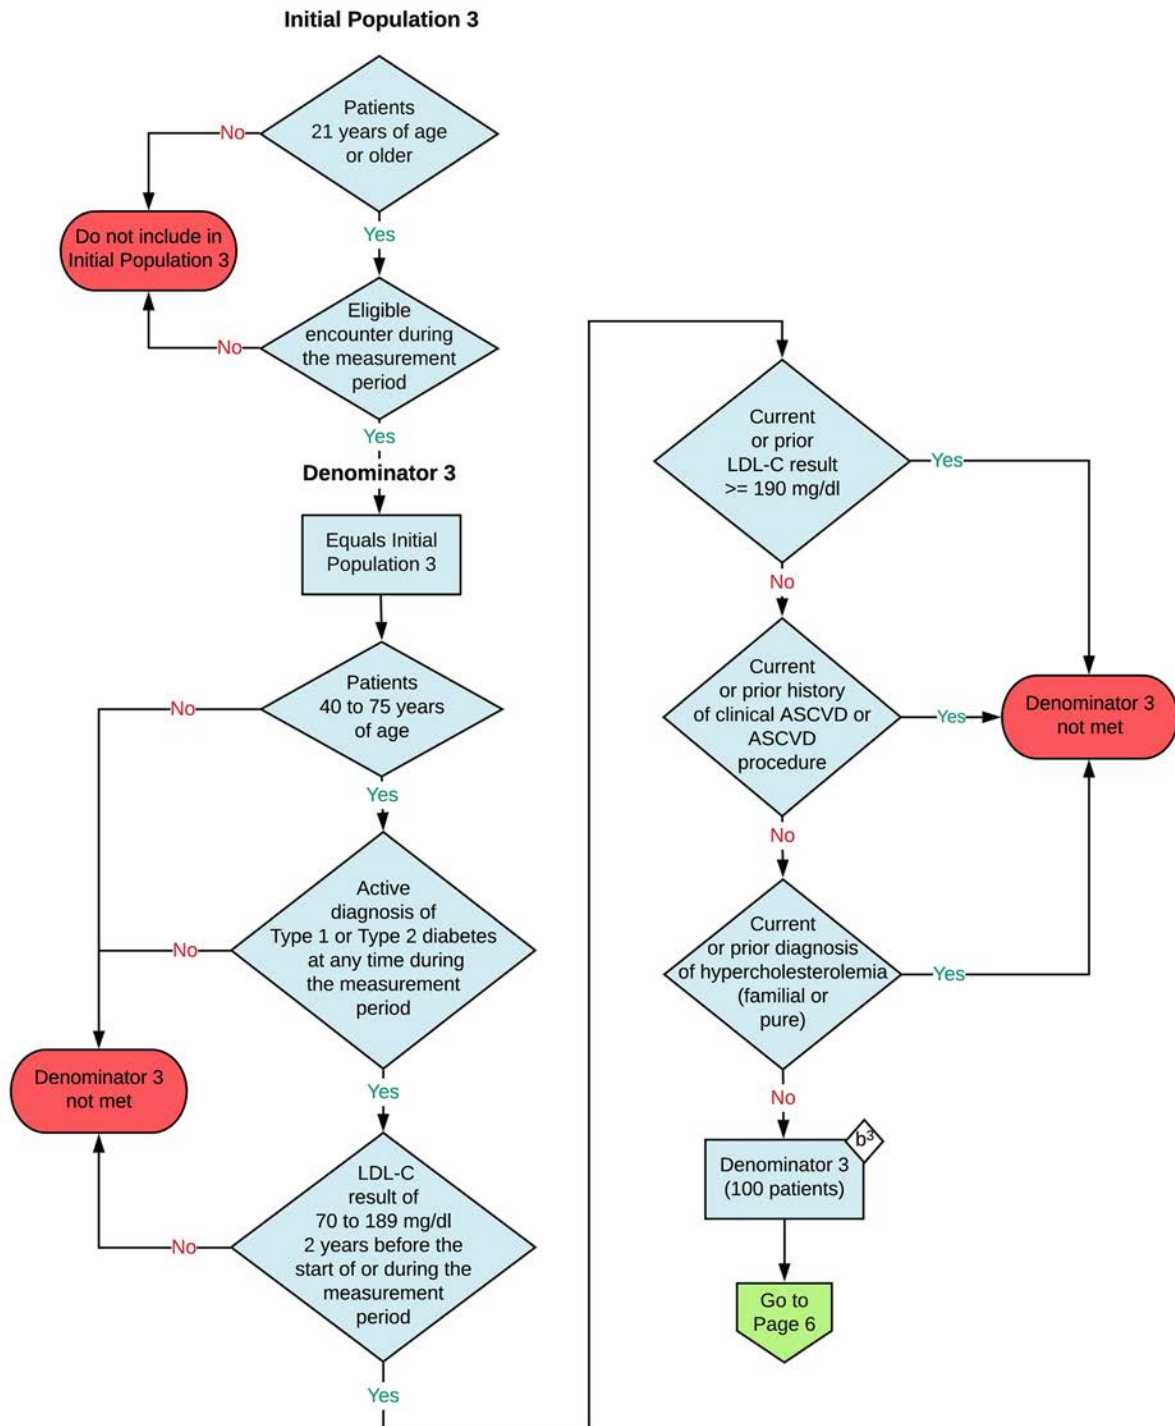 Initial Population 3
Patients
21 years of age
or older
No
Yes
Do not include in
Initial Population 3
Eligible
encounter during
the measurement
period
No
Yes
Denominator 3
Equals Initial
Population 3
Patients
40 to 75 years
of age
No
Yes
Active
diagnosis of
Type 1 or Type 2 diabetes
at any time during
the measurement
period
No
Yes
Denominator 3
not met
LDL-C
result of
70 to 189 mg/dl
2 years before the
start of or during the
measurement
period
No
Yes
Current
or prior
LDL-C result
>= 190 mg/dl
Yes
No
Current
or prior history
of clinical ASCVD or
ASCVD
procedure
Yes
Denominator 3
not met
No
Current
or prior diagnosis
of hypercholesterolemia
(familial or
pure)
Yes
No
b³
Denominator 3
(100 patients)
Go to
Page 6